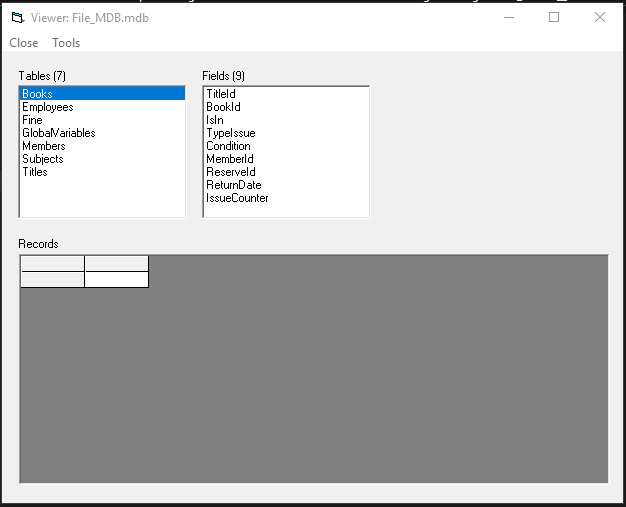 Viewer: File_MDB.mdb
Close Tools
Tables (7)
Books
Employees
Fine
GlobalVariables
Members
Subjects
Titles
Fields (9)
TitleId
BookId
IsIn
TypeIssue
Condition
MemberId
ReserveId
ReturnDate
IssueCounter
Records